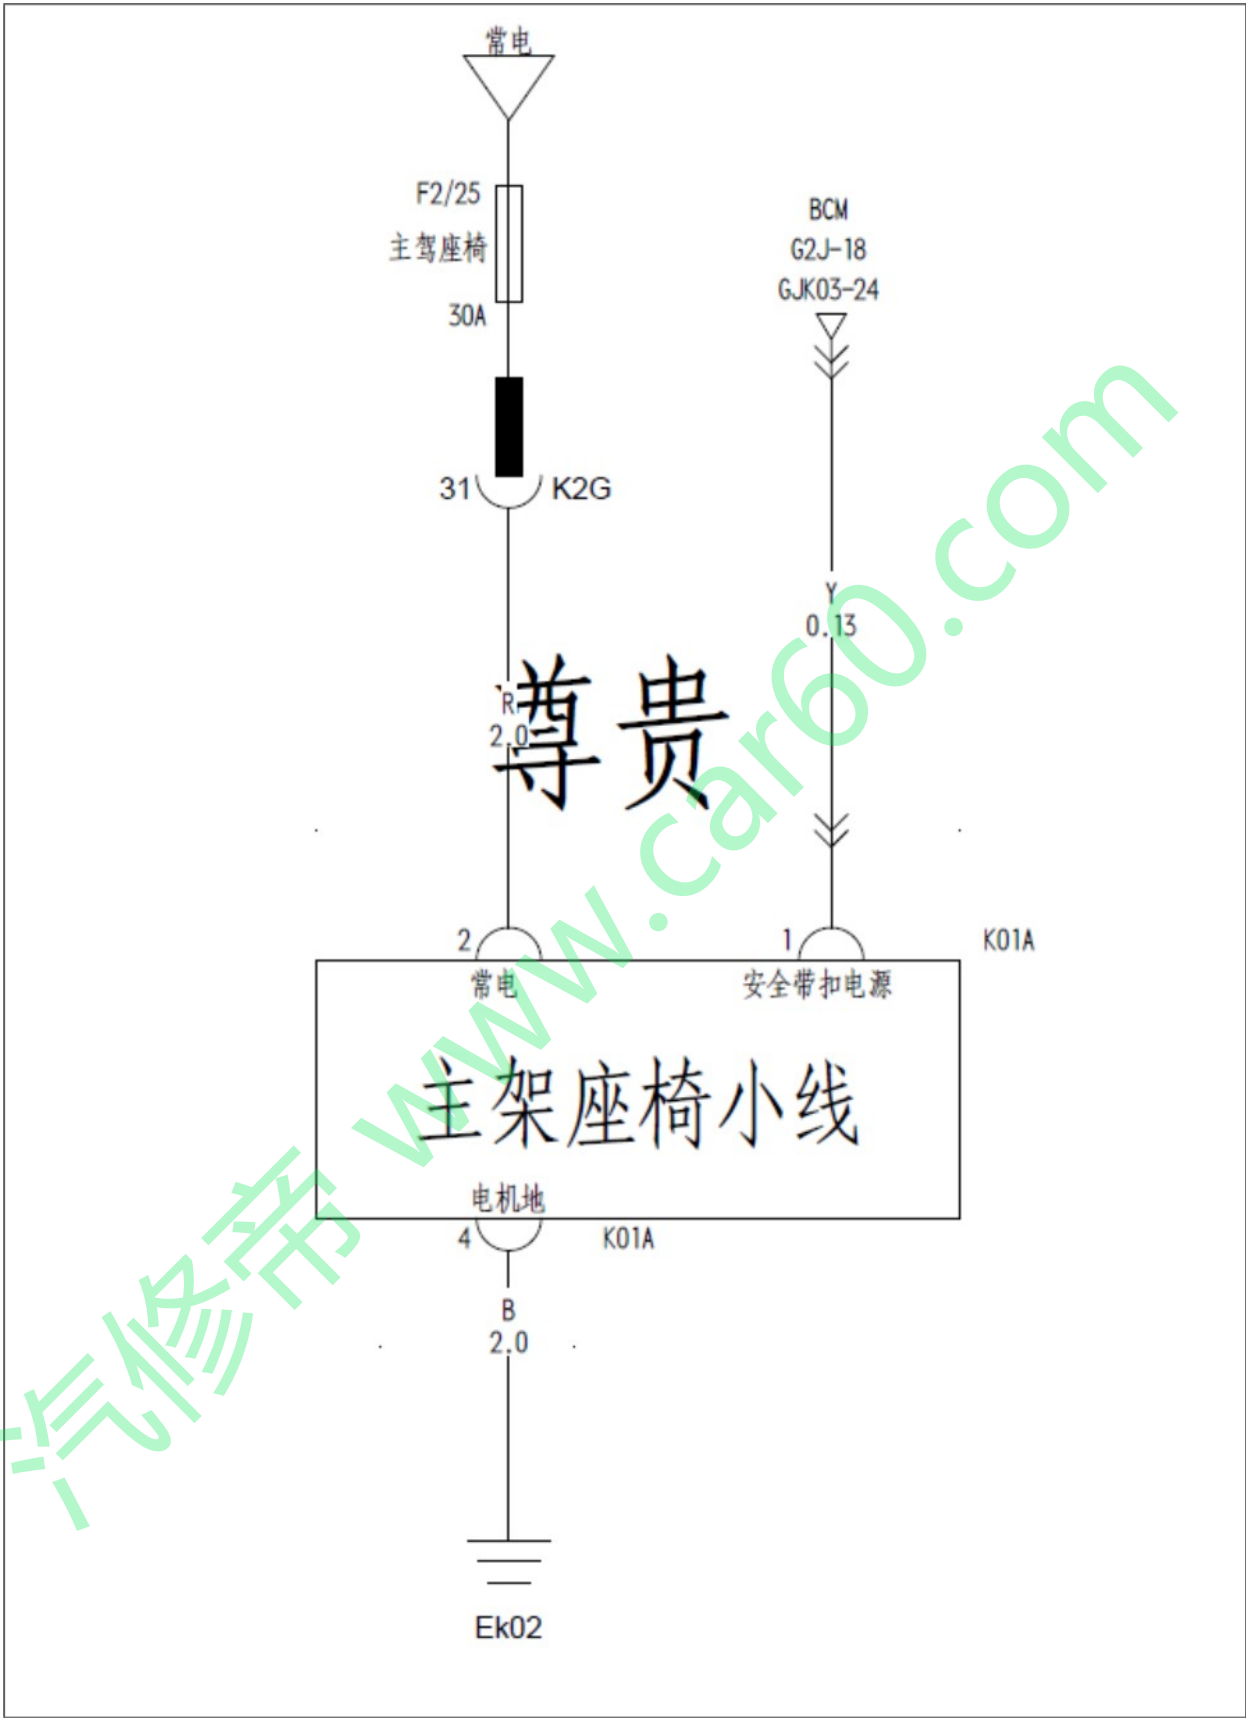 常电
F2/25
主驾座椅
30A
BCM
G2J-18
GJK03-24
31 K2G
Y
0.13
R
2.0
尊贵
2 1 K01A
常电 安全带扣电源
主架座椅小线
电机地
4 K01A
B
2.0
Ek02
汽修帝 www.car60.com